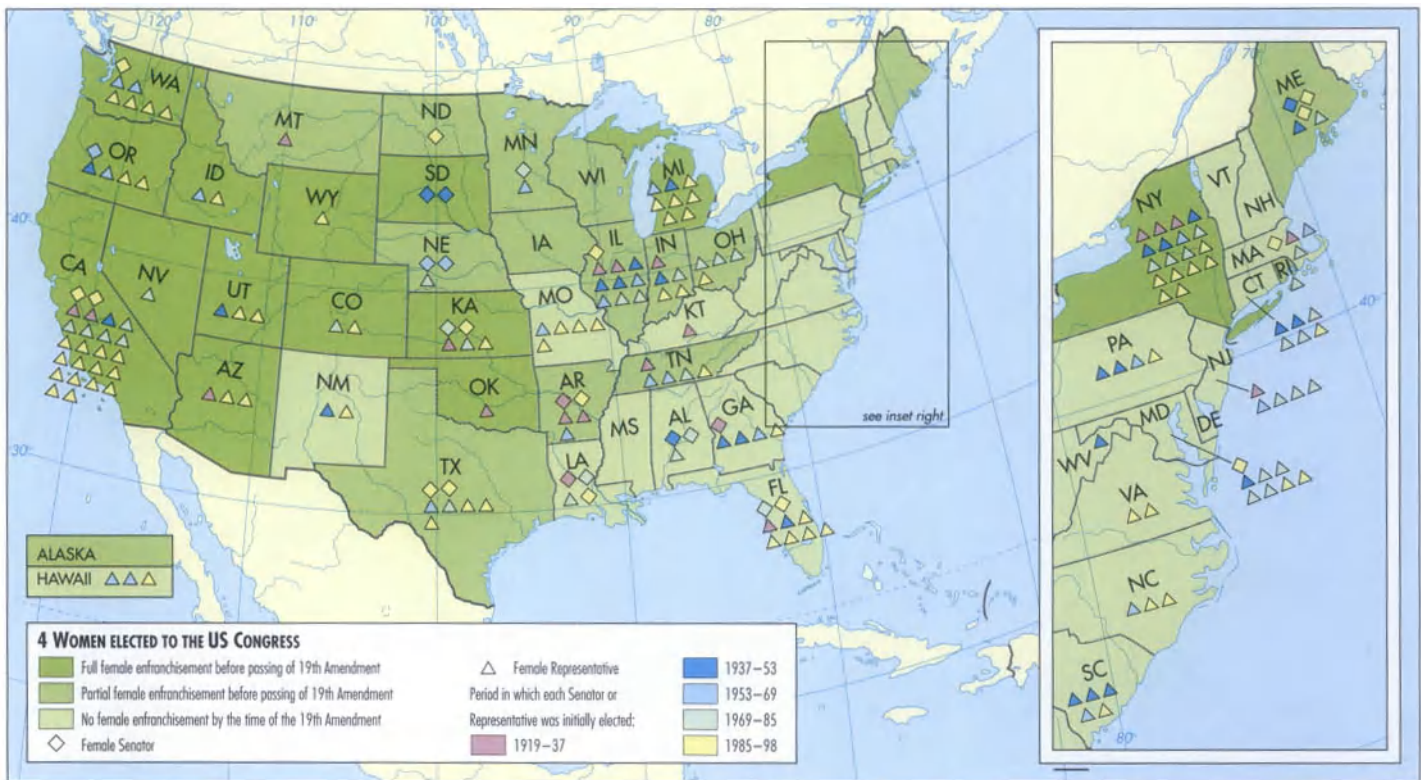 120°
110°
100
90
80
70
WA
MT
ND
MN
OR
ID
WY
SD
WI
MI
40°
NE
IA
IL
IN
OH
CA
NV
UT
CO
KA
MO
KT
AZ
NM
OK
AR
TN
30°
TX
LA
MS
AL
GA
FL
see inset right
ALASKA
HAWAII
ME
NY
VT
NH
MA
CT
RI
40°
PA
NJ
MD
DE
WV
VA
NC
SC
80°
4 WOMEN ELECTED TO THE US CONGRESS
Full female enfranchisement before passing of 19th Amendment
Partial female enfranchisement before passing of 19th Amendment
No female enfranchisement by the time of the 19th Amendment
Female Senator
Female Representative
Period in which each Senator or
Representative was initially elected:
1919–37
1937–53
1953–69
1969–85
1985–98